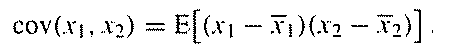 cov(x₁, x₂) = E[(x₁ − x̅₁)(x₂ − x̅₂)].